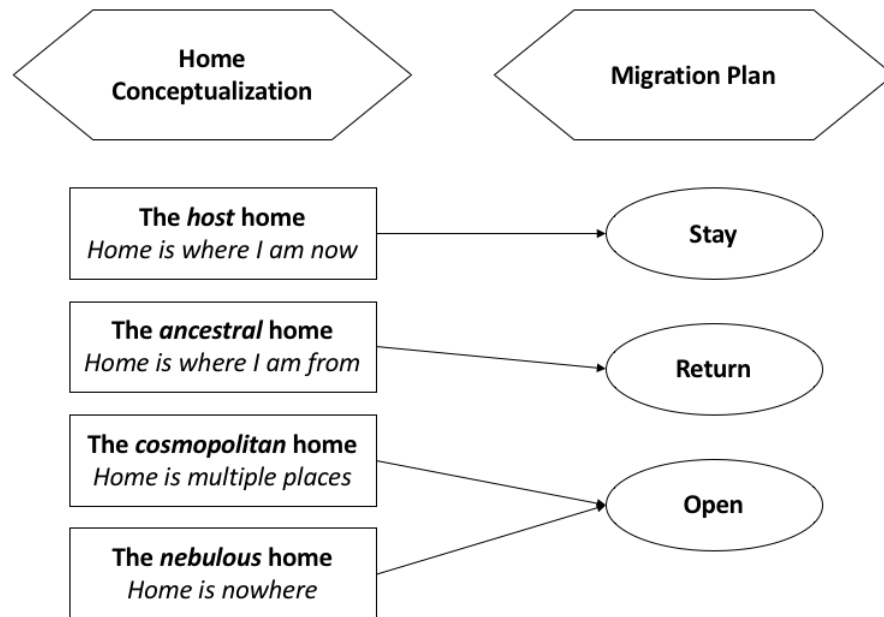 Home
Conceptualization
Migration Plan
The host home
Home is where I am now
Stay
The ancestral home
Home is where I am from
Return
The cosmopolitan home
Home is multiple places
Open
The nebulous home
Home is nowhere